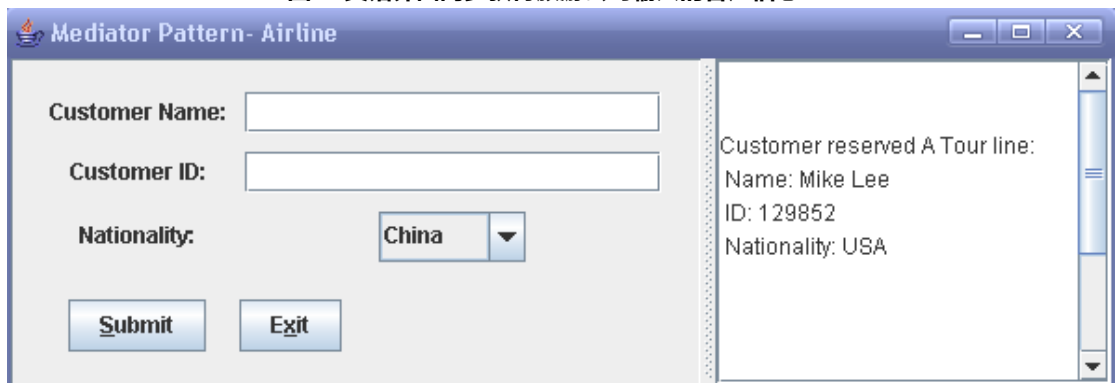 Mediator Pattern- Airline
Customer Name:
Customer ID:
Nationality:
China
Submit
Exit
Customer reserved A Tour line:
Name: Mike Lee
ID: 129852
Nationality: USA